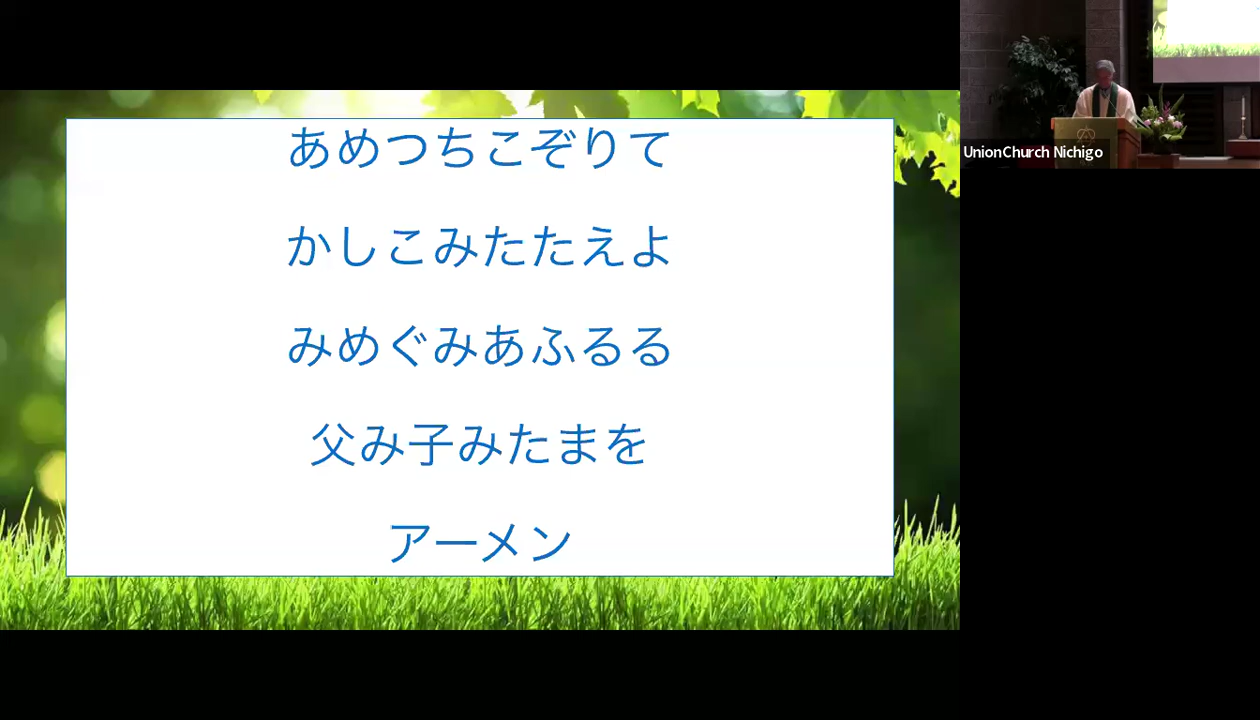 あめつちこぞりて
かしこみたたえよ
みめぐみあふるる
父み子みたまを
アーメン
UnionChurch Nichigo